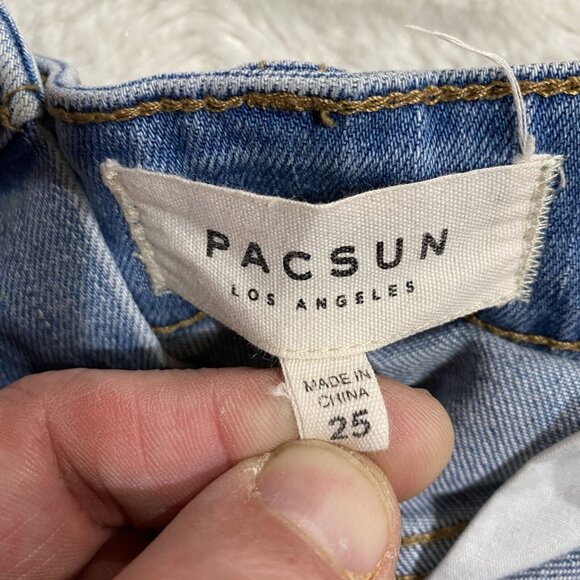 PACSUN
LOS ANGELES
MADE IN
CHINA
25